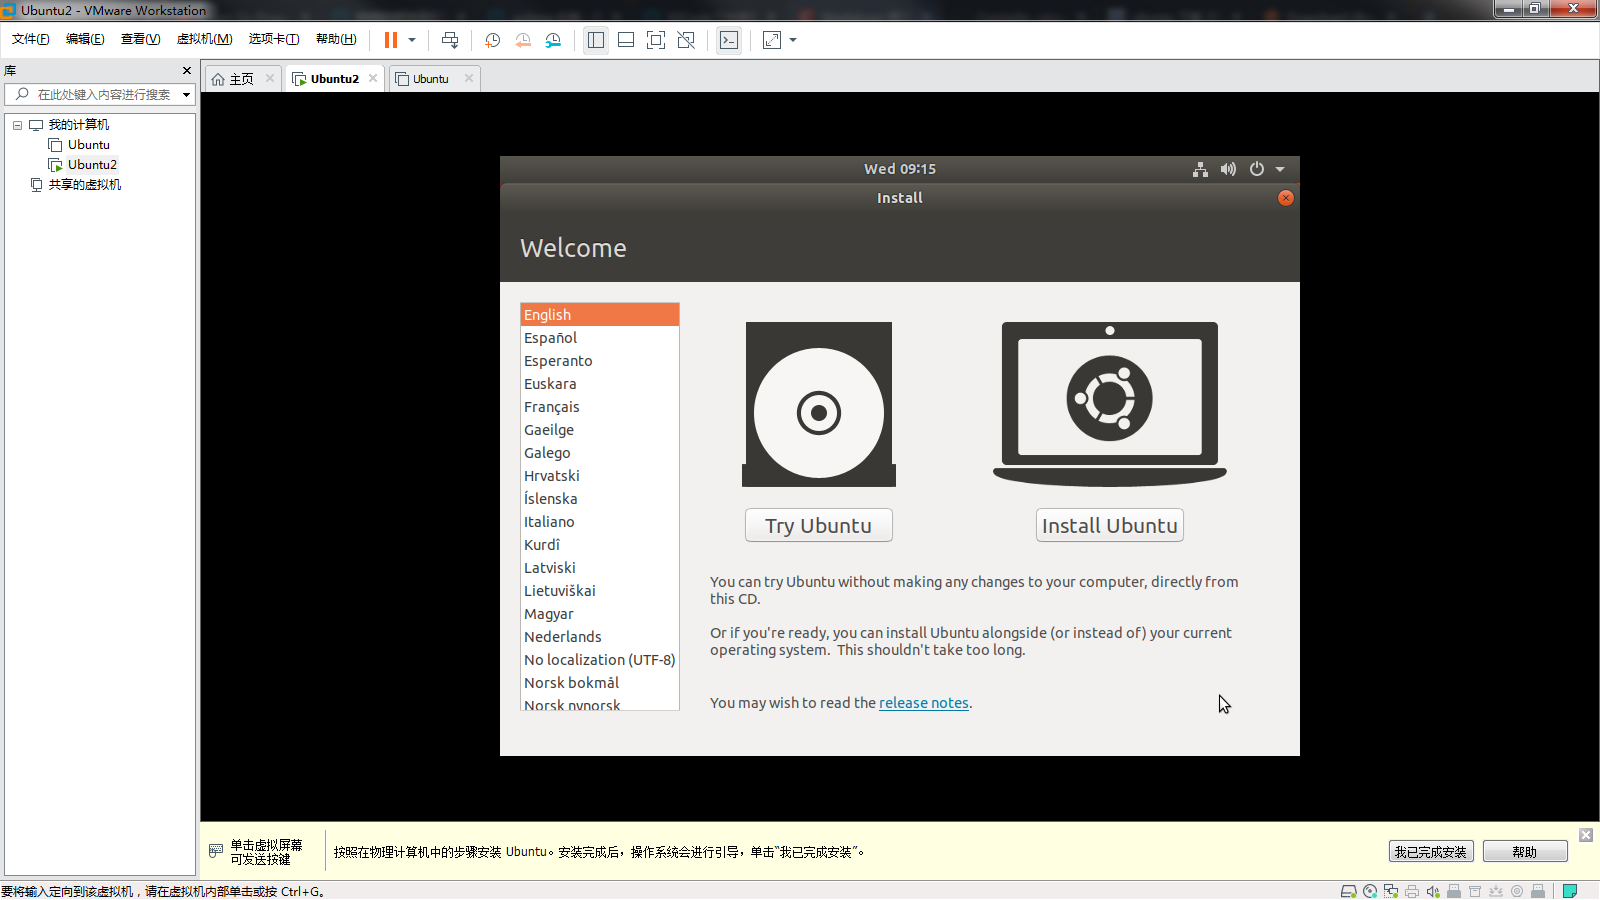 Ubuntu2 - VMware Workstation
文件(F) 编辑(E) 查看(V) 虚拟机(M) 选项卡(T) 帮助(H)
库
在此处键入内容进行搜索
我的计算机
Ubuntu
Ubuntu2
共享的虚拟机
主页 Ubuntu2 Ubuntu
Wed 09:15
Install
Welcome
English
Español
Esperanto
Euskara
Français
Gaeilge
Galego
Hrvatski
Íslenska
Italiano
Kurdî
Latviski
Lietuviškai
Magyar
Nederlands
No localization (UTF-8)
Norsk bokmål
Norsk nynorsk
Try Ubuntu
Install Ubuntu
You can try Ubuntu without making any changes to your computer, directly from
this CD.
Or if you're ready, you can install Ubuntu alongside (or instead of) your current
operating system.  This shouldn't take too long.
You may wish to read the release notes.
单击虚拟屏幕
可发送按键
按照在物理计算机中的步骤安装 Ubuntu。安装完成后，操作系统会进行引导，单击“我已完成安装”。
我已完成安装
帮助
要将输入定向到该虚拟机，请在虚拟机内部单击或按 Ctrl+G。